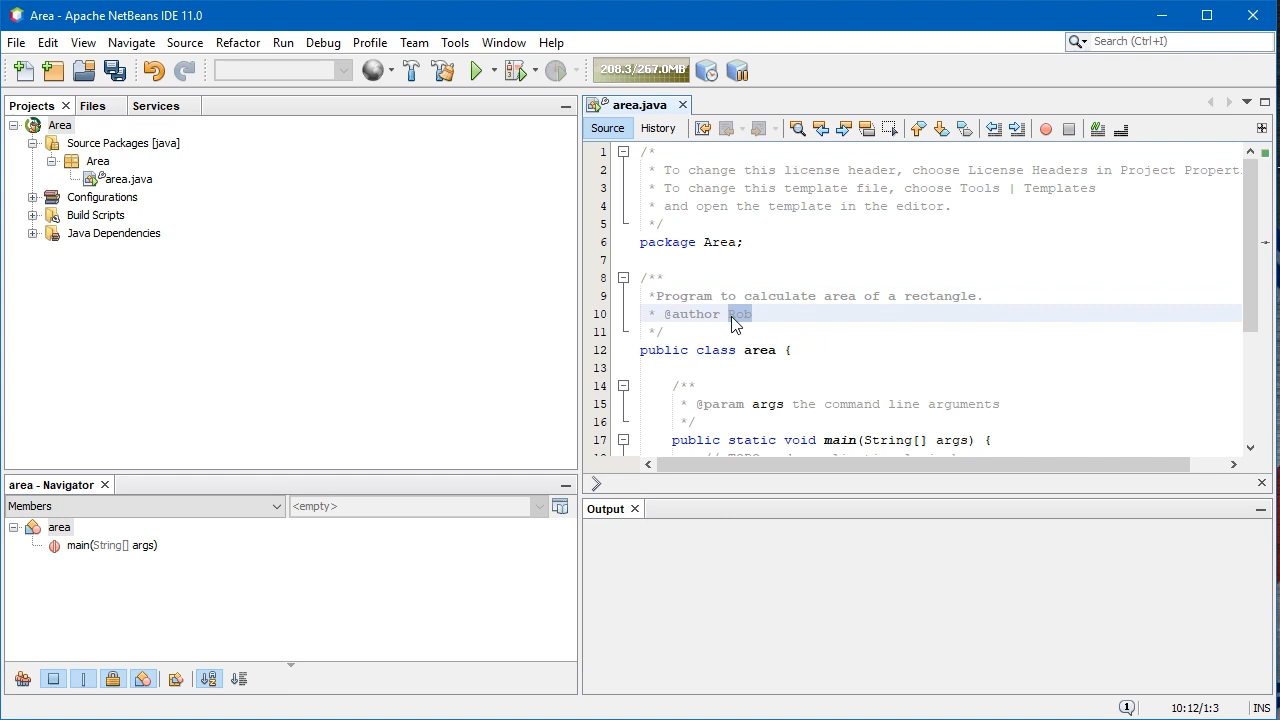 Area - Apache NetBeans IDE 11.0
File Edit View Navigate Source Refactor Run Debug Profile Team Tools Window Help
Search (Ctrl+I)
208.3/267.0MB
Projects Files Services
area.java
Source History
Area
Source Packages [java]
Area
area.java
Configurations
Build Scripts
Java Dependencies
1 /*
2 * To change this license header, choose License Headers in Project Properti
3 * To change this template file, choose Tools | Templates
4 * and open the template in the editor.
5 */
6 package Area;
7
8 /**
9 *Program to calculate area of a rectangle.
10 * @author Rob
11 */
12 public class area {
13
14 /**
15 * @param args the command line arguments
16 */
17 public static void main(String[] args) {
area - Navigator
Members
<empty>
area
main(String[] args)
Output
1
10:12/1:3
INS